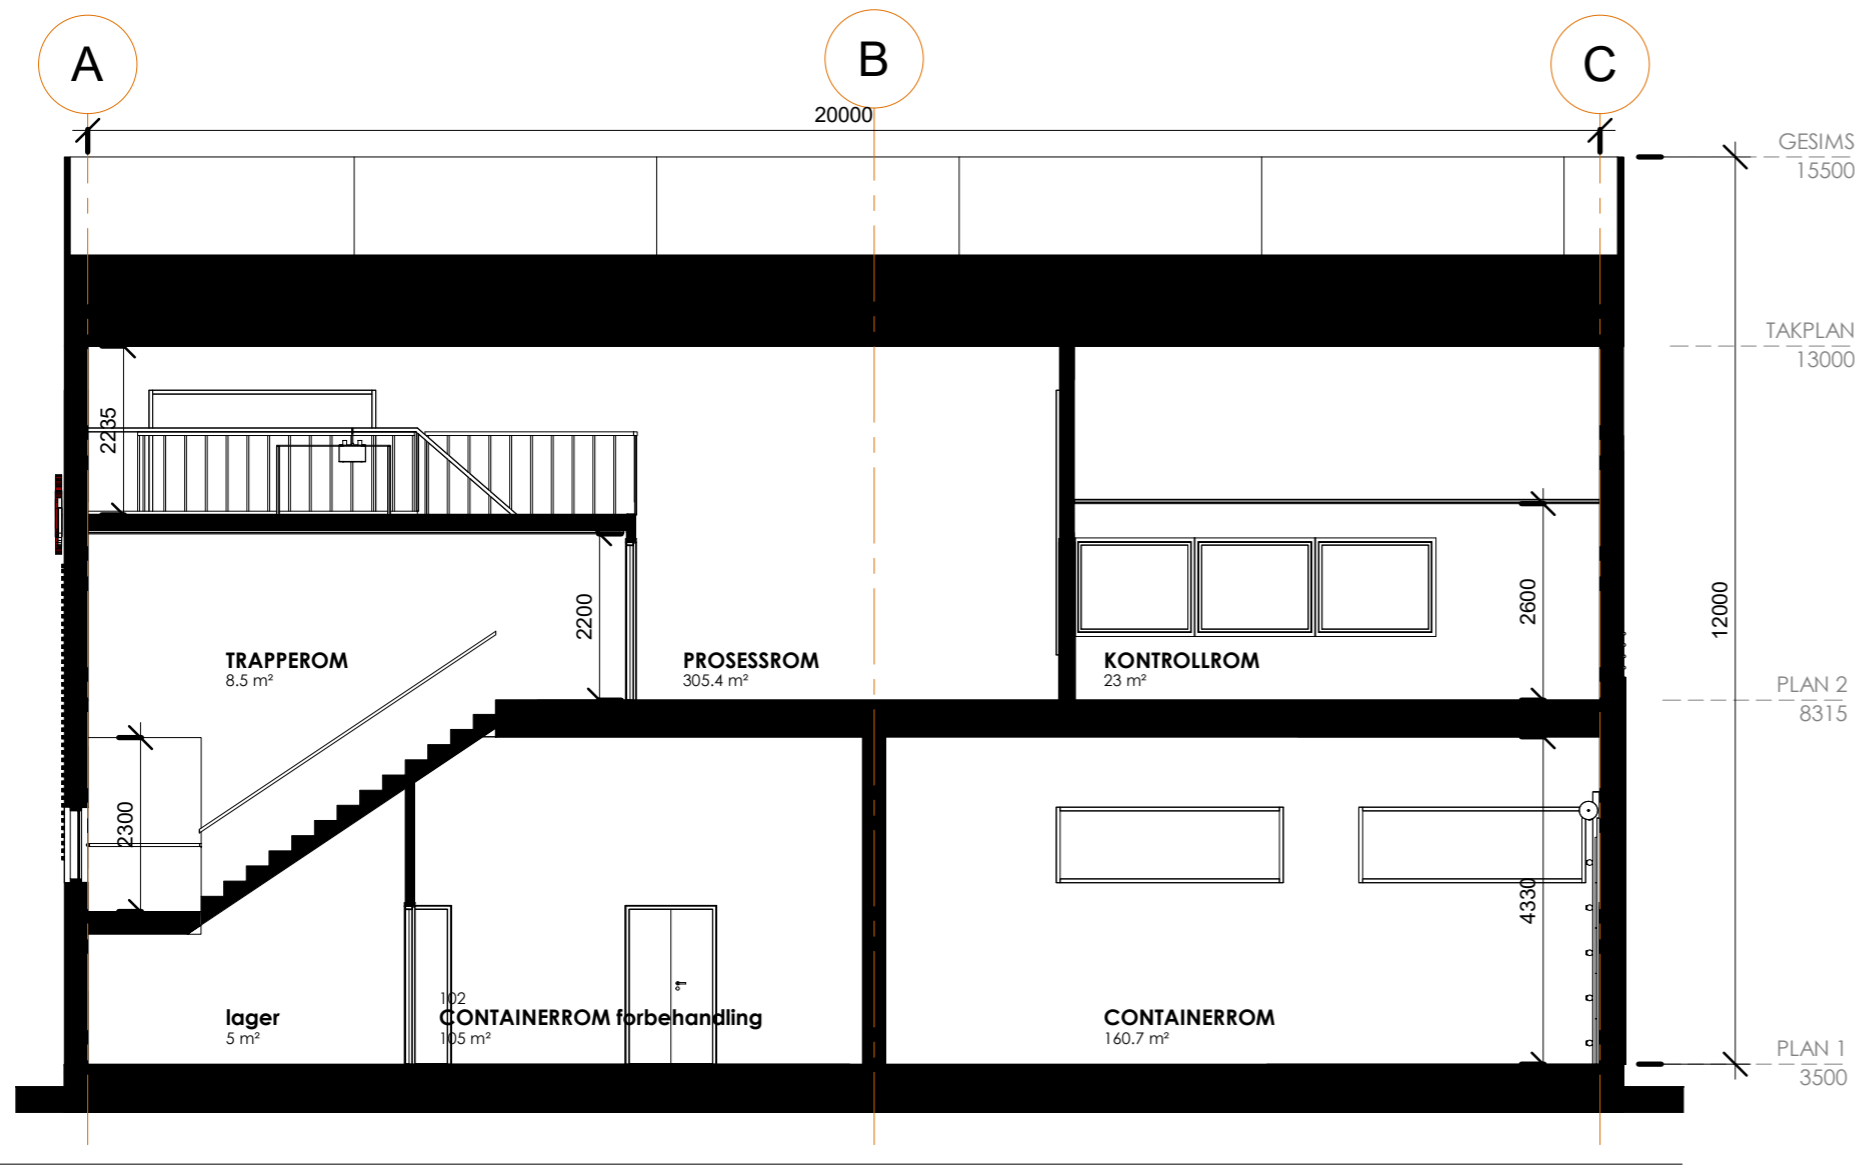 A
B
C
20000
GESIMS
15500
TAKPLAN
13000
2235
2200
2600
12000
TRAPPEROM
8.5 m²
PROSESSROM
305.4 m²
KONTROLLROM
23 m²
PLAN 2
8315
2300
4330
102
lager
5 m²
CONTAINERROM forbehandling
105 m²
CONTAINERROM
160.7 m²
PLAN 1
3500